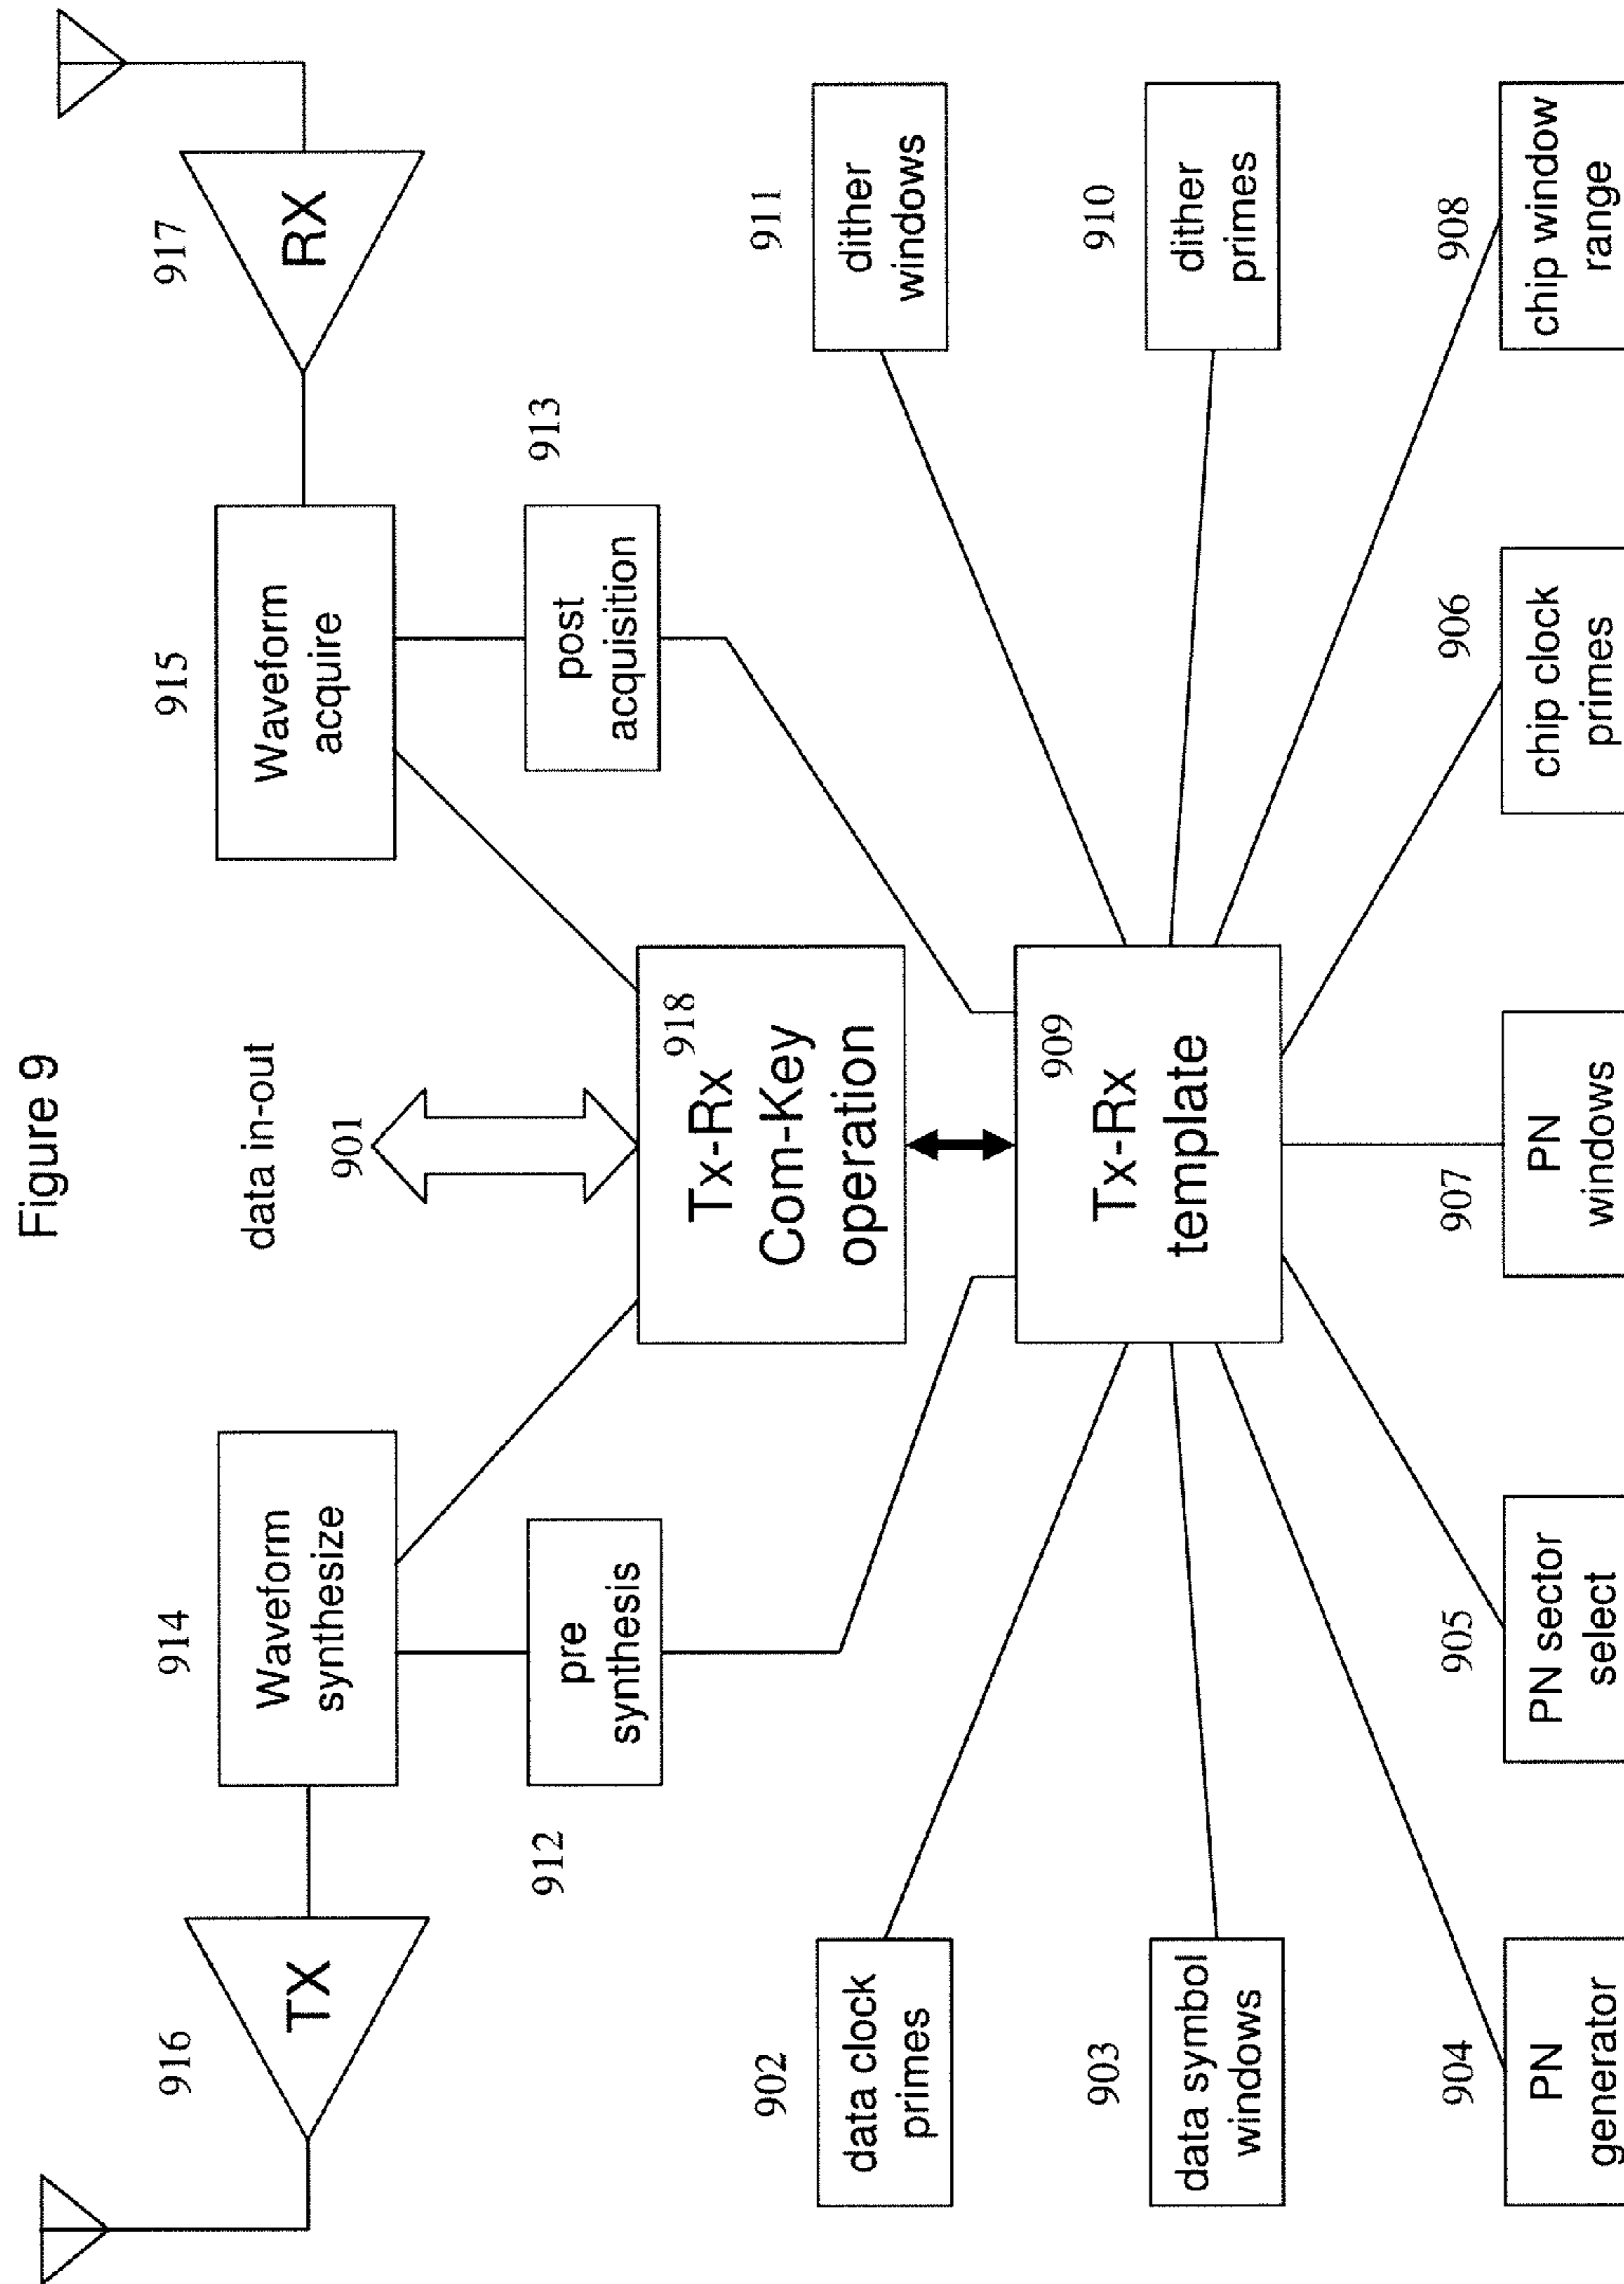 Figure 9
data in-out
901
916
TX
914
Waveform
synthesize
912
pre
synthesis
915
Waveform
acquire
913
post
acquisition
917
RX
918
Tx-Rx
Com-Key
operation
909
Tx-Rx
template
902
data clock
primes
903
data symbol
windows
904
PN
generator
905
PN sector
select
907
PN
windows
906
chip clock
primes
908
chip window
range
910
dither
primes
911
dither
windows